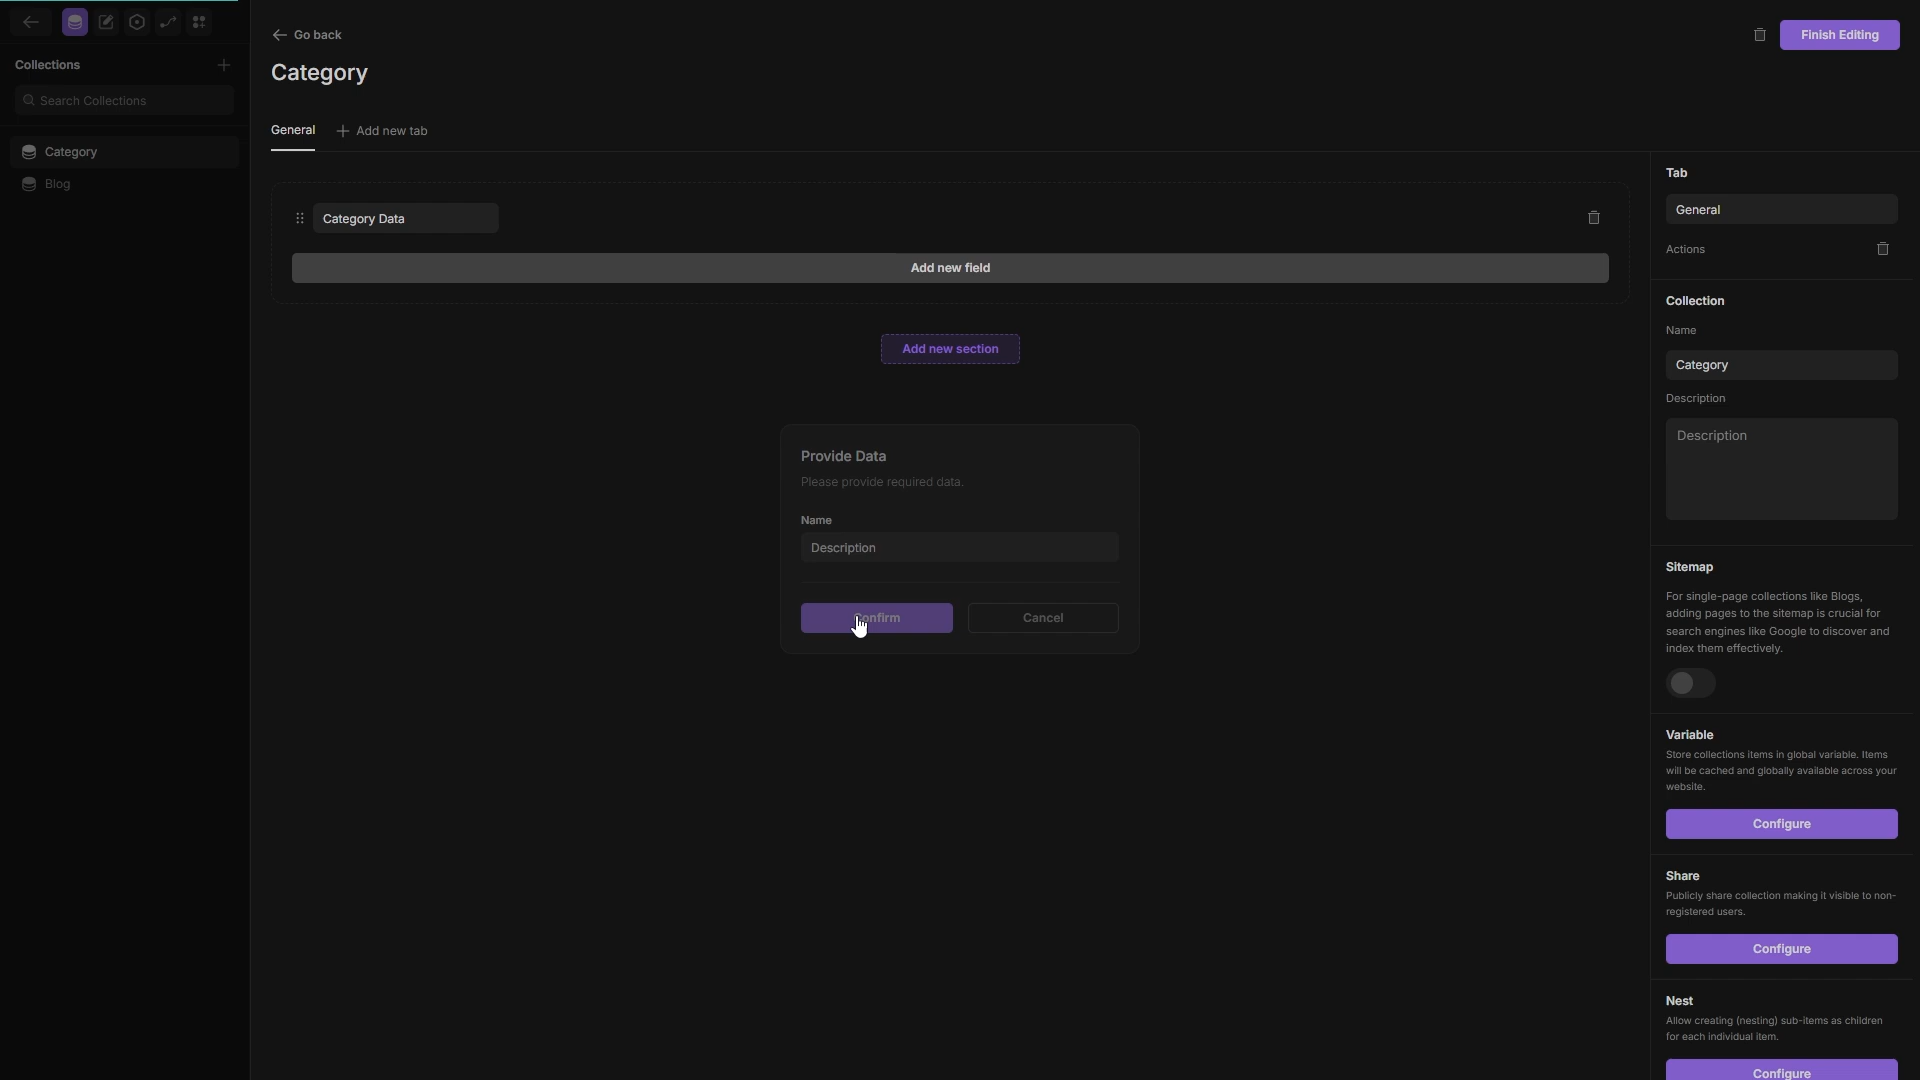 Collections
Search Collections
Category
Blog
Go back
Finish Editing
Category
General
Add new tab
Category Data
Add new field
Add new section
Provide Data
Please provide required data.
Name
Description
Confirm
Cancel
Tab
General
Actions
Collection
Name
Category
Description
Description
Sitemap
For single-page collections like Blogs,
adding pages to the sitemap is crucial for
search engines like Google to discover and
index them effectively.
Variable
Store collections items in global variable. Items
will be cached and globally available across your
website.
Configure
Share
Publicly share collection making it visible to non-
registered users.
Configure
Nest
Allow creating (nesting) sub-items as children
for each individual item.
Configure